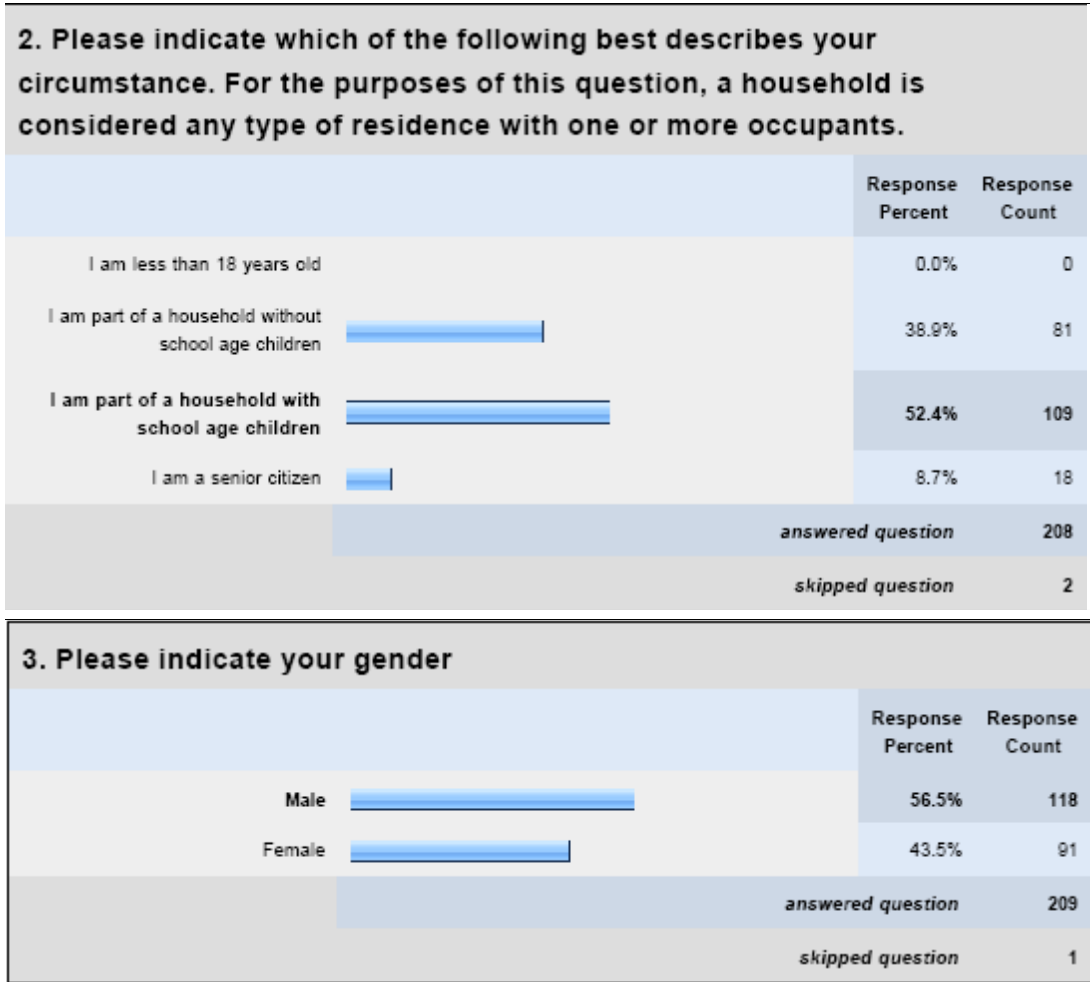 2. Please indicate which of the following best describes your
circumstance. For the purposes of this question, a household is
considered any type of residence with one or more occupants.
Response Response
Percent Count
I am less than 18 years old 0.0% 0
I am part of a household without
school age children 38.9% 81
I am part of a household with
school age children 52.4% 109
I am a senior citizen 8.7% 18
answered question 208
skipped question 2
3. Please indicate your gender
Response Response
Percent Count
Male 56.5% 118
Female 43.5% 91
answered question 209
skipped question 1